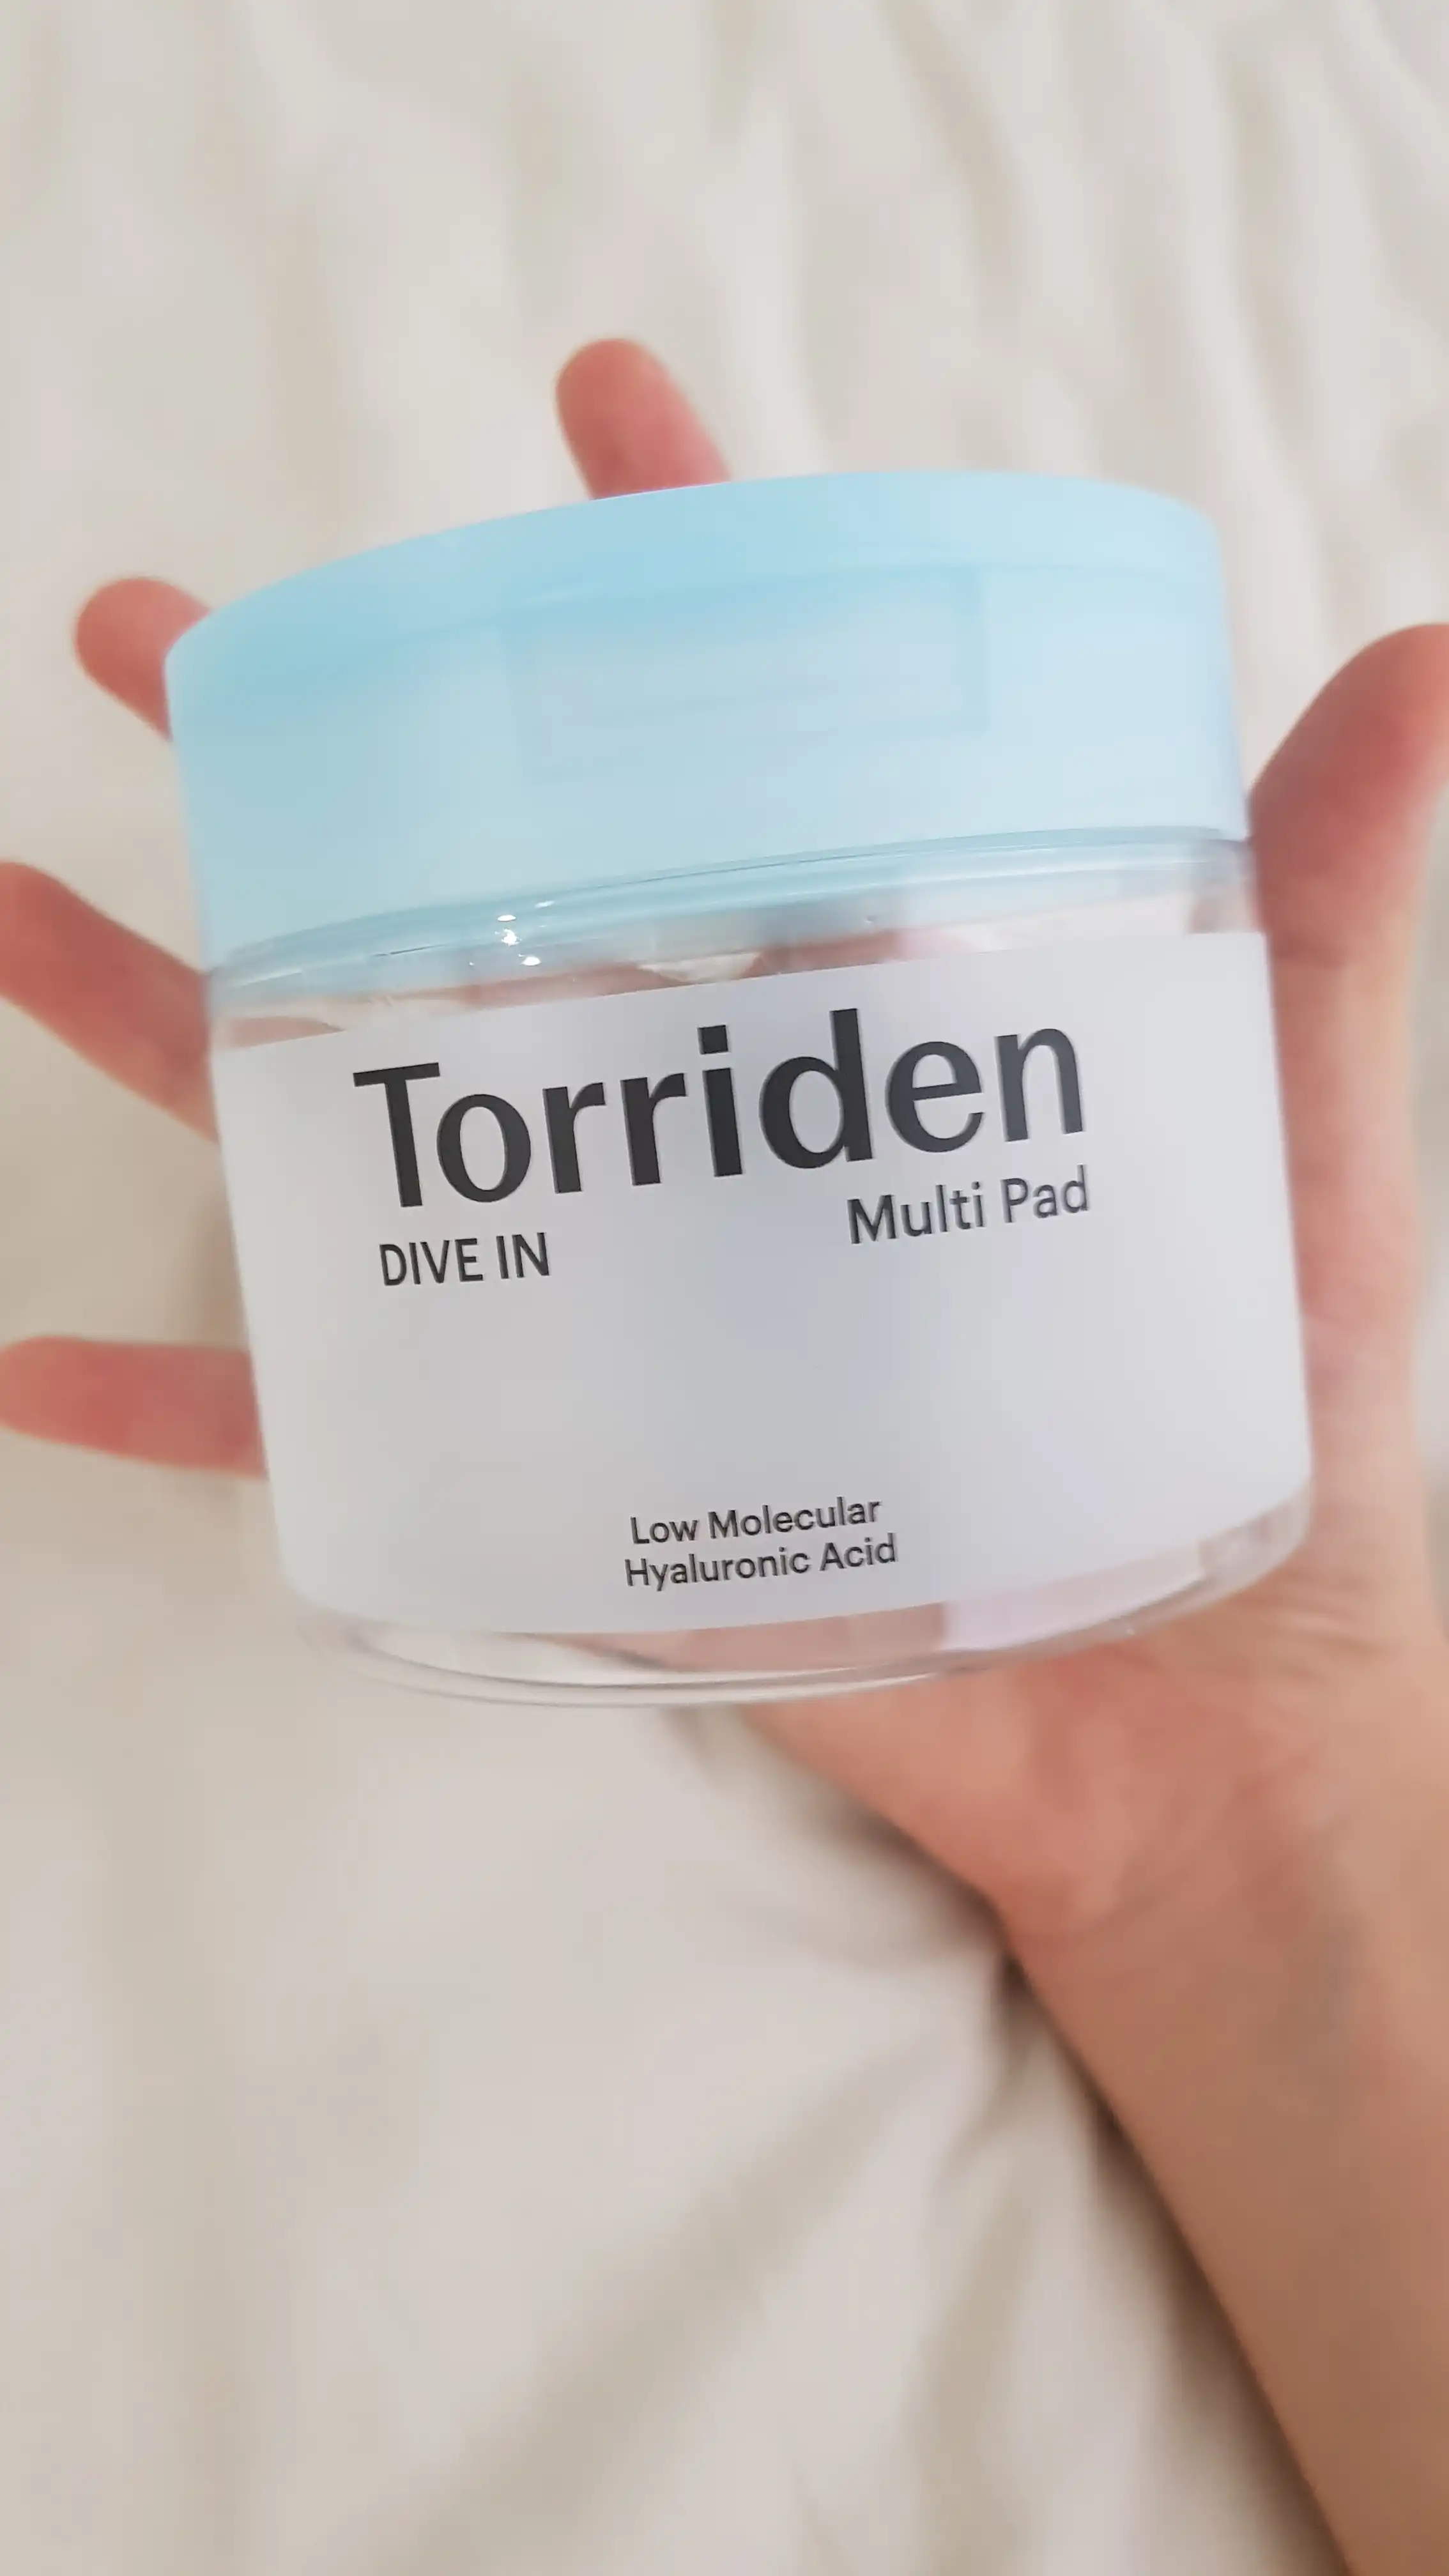 Torriden
DIVE IN Multi Pad
Low Molecular
Hyaluronic Acid